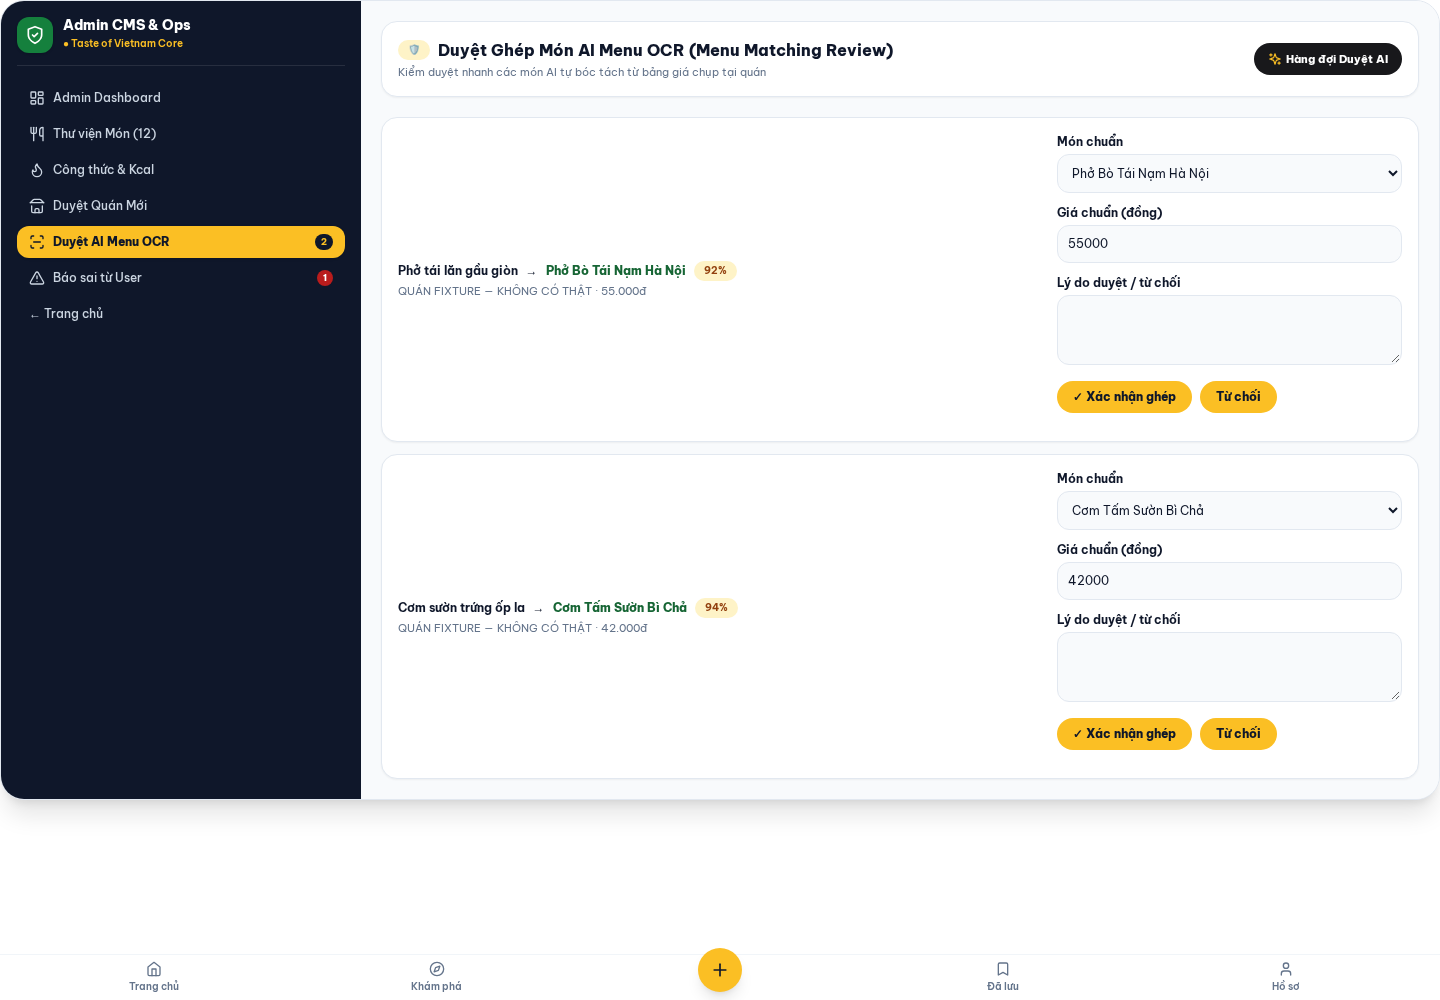 Admin CMS & Ops
● Taste of Vietnam Core
Admin Dashboard
Thư viện Món (12)
Công thức & Kcal
Duyệt Quán Mới
Duyệt AI Menu OCR 2
Báo sai từ User 1
← Trang chủ
Duyệt Ghép Món AI Menu OCR (Menu Matching Review)
Kiểm duyệt nhanh các món AI tự bóc tách từ bảng giá chụp tại quán
Hàng đợi Duyệt AI
Phở tái lăn gầu giòn → Phở Bò Tái Nạm Hà Nội 92%
QUÁN FIXTURE — KHÔNG CÓ THẬT · 55.000đ
Món chuẩn
Phở Bò Tái Nạm Hà Nội
Giá chuẩn (đồng)
55000
Lý do duyệt / từ chối
✓ Xác nhận ghép Từ chối
Cơm sườn trứng ốp la → Cơm Tấm Sườn Bì Chả 94%
QUÁN FIXTURE — KHÔNG CÓ THẬT · 42.000đ
Món chuẩn
Cơm Tấm Sườn Bì Chả
Giá chuẩn (đồng)
42000
Lý do duyệt / từ chối
✓ Xác nhận ghép Từ chối
Trang chủ
Khám phá
Đã lưu
Hồ sơ